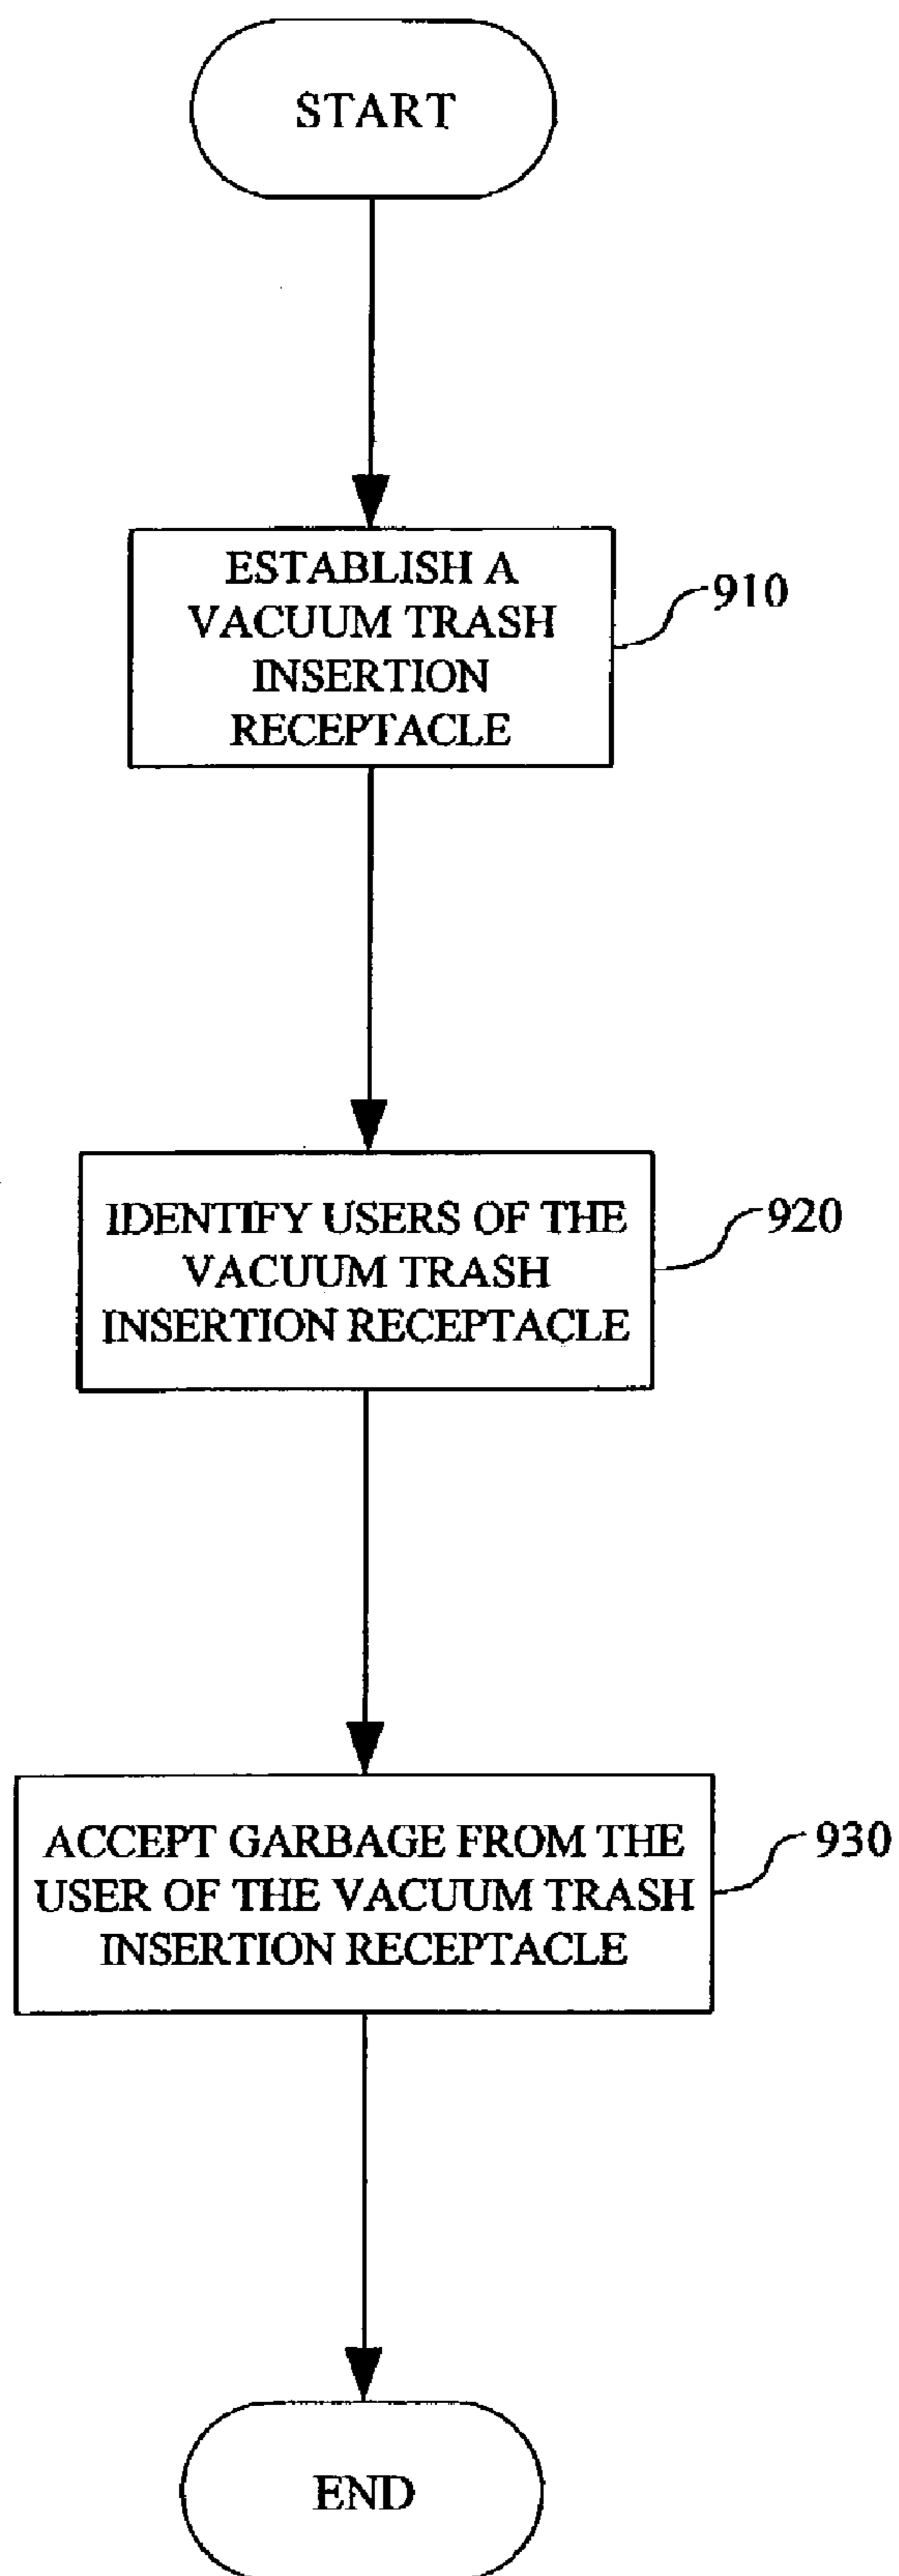 START
ESTABLISH A
VACUUM TRASH
INSERTION
RECEPTACLE
910
IDENTIFY USERS OF THE
VACUUM TRASH
INSERTION RECEPTACLE
920
ACCEPT GARBAGE FROM THE
USER OF THE VACUUM TRASH
INSERTION RECEPTACLE
930
END